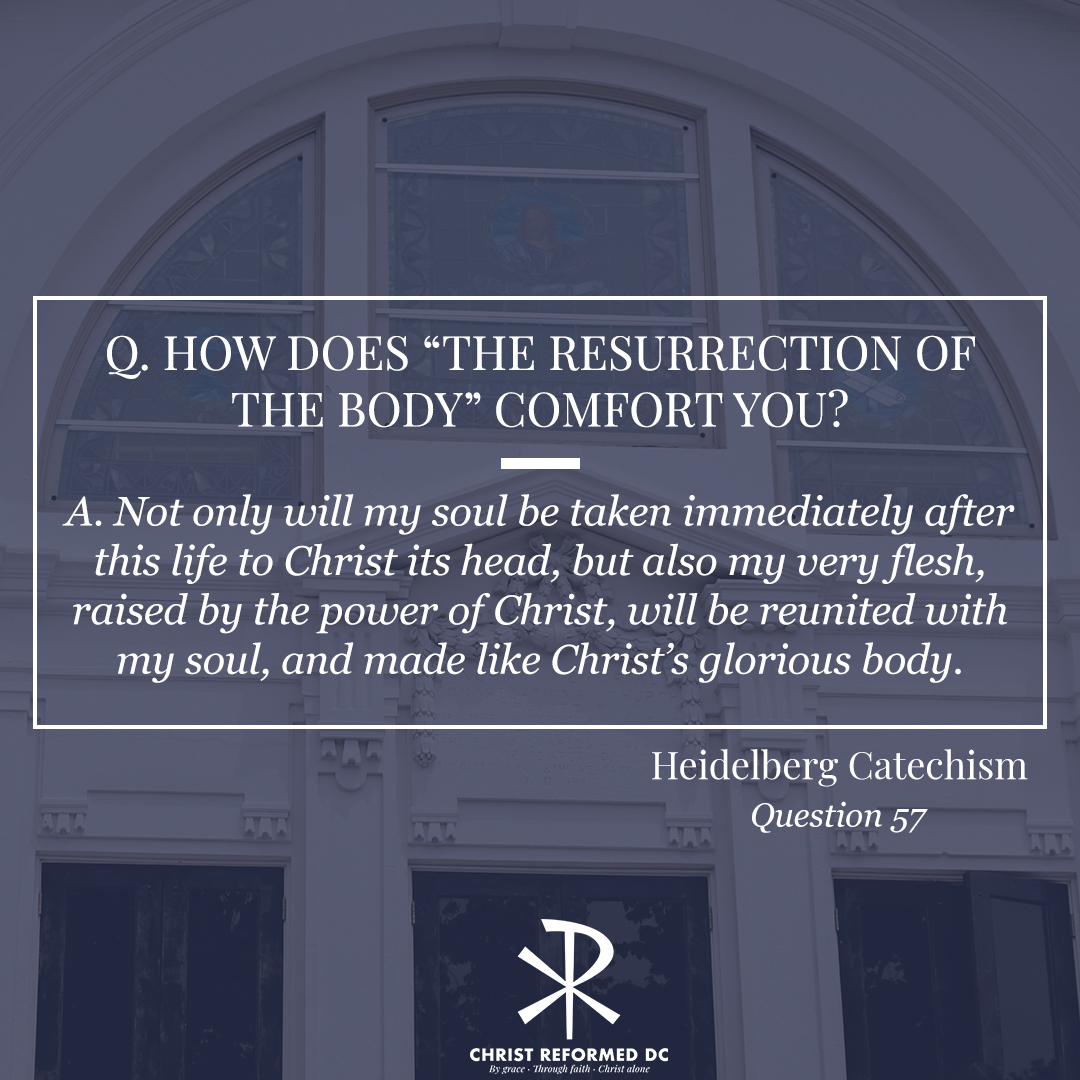 Q. HOW DOES “THE RESURRECTION OF
THE BODY” COMFORT YOU?
A. Not only will my soul be taken immediately after
this life to Christ its head, but also my very flesh,
raised by the power of Christ, will be reunited with
my soul, and made like Christ’s glorious body.
Heidelberg Catechism
Question 57
CHRIST REFORMED DC
By grace · Through faith · Christ alone